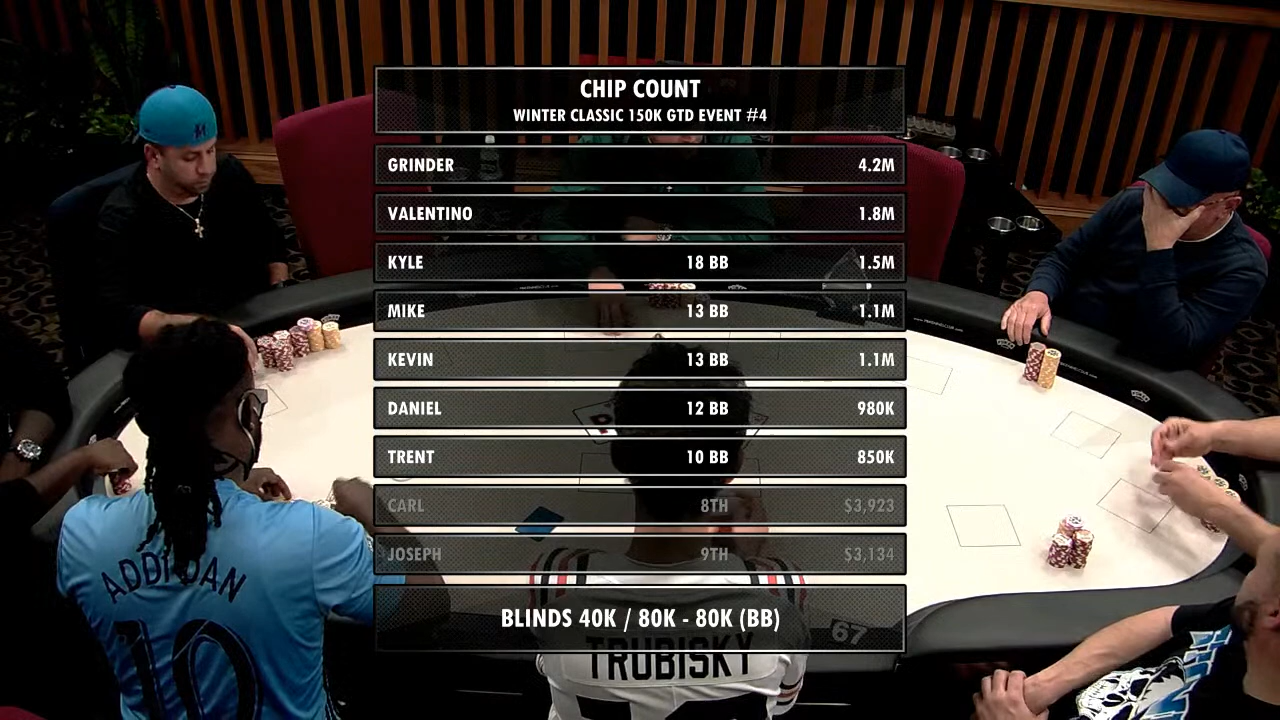 CHIP COUNT
WINTER CLASSIC 150K GTD EVENT #4
GRINDER 4.2M
VALENTINO 1.8M
KYLE 18 BB 1.5M
MIKE 13 BB 1.1M
KEVIN 13 BB 1.1M
DANIEL 12 BB 980K
TRENT 10 BB 850K
CARL 8TH $3,923
JOSEPH 9TH $3,134
BLINDS 40K / 80K - 80K (BB)
10
TRUBISKY
67